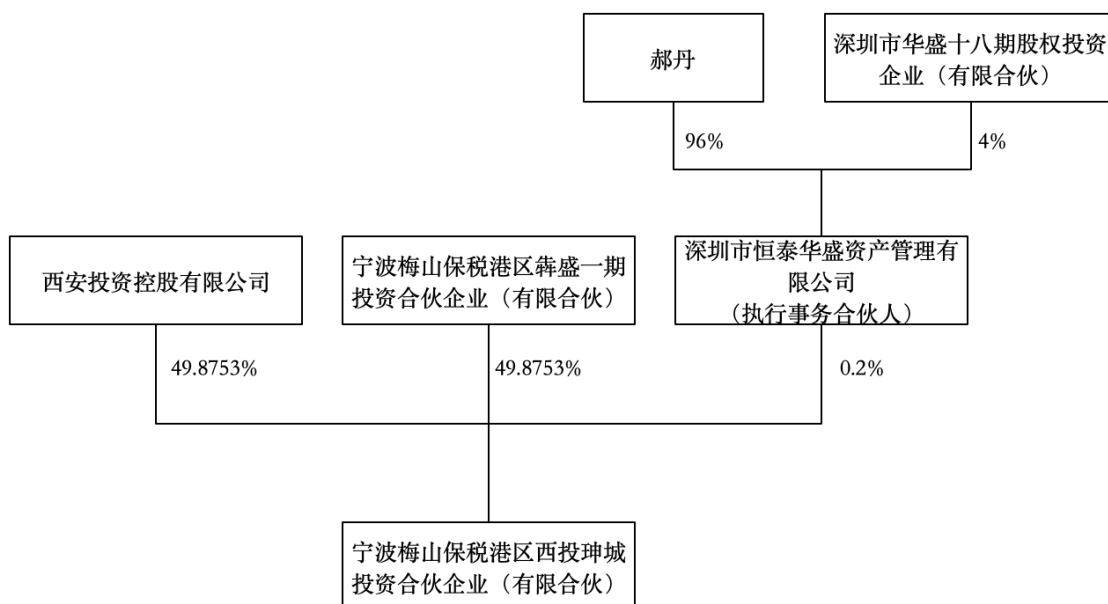 郝丹
深圳市华盛十八期股权投资
企业（有限合伙）
96%
4%
西安投资控股有限公司
宁波梅山保税港区犇盛一期
投资合伙企业（有限合伙）
深圳市恒泰华盛资产管理有
限公司
（执行事务合伙人）
49.8753%
49.8753%
0.2%
宁波梅山保税港区西投珅城
投资合伙企业（有限合伙）